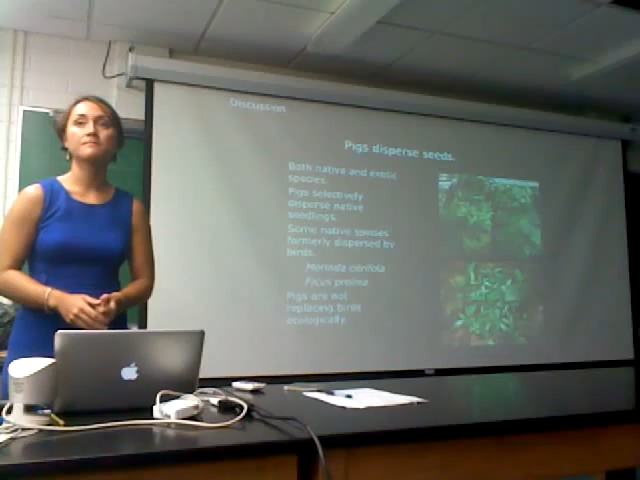 Discussion
Pigs disperse seeds.
Both native and exotic
species.
Pigs selectively
disperse native
seedlings.
Some native species
formerly dispersed by
birds.
Morinda citrifolia
Ficus prolixa
Pigs are not
replacing birds
ecologically.